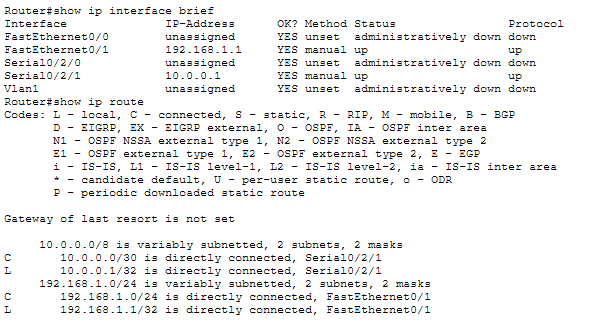 Router#show ip interface brief
Interface              IP-Address      OK? Method Status                Protocol
FastEthernet0/0        unassigned      YES unset  administratively down down
FastEthernet0/1        192.168.1.1     YES manual up                    up
Serial0/2/0            unassigned      YES unset  administratively down down
Serial0/2/1            10.0.0.1        YES manual up                    up
Vlan1                  unassigned      YES unset  administratively down down
Router#show ip route
Codes: L - local, C - connected, S - static, R - RIP, M - mobile, B - BGP
       D - EIGRP, EX - EIGRP external, O - OSPF, IA - OSPF inter area
       N1 - OSPF NSSA external type 1, N2 - OSPF NSSA external type 2
       E1 - OSPF external type 1, E2 - OSPF external type 2, E - EGP
       i - IS-IS, L1 - IS-IS level-1, L2 - IS-IS level-2, ia - IS-IS inter area
       * - candidate default, U - per-user static route, o - ODR
       P - periodic downloaded static route

Gateway of last resort is not set

     10.0.0.0/8 is variably subnetted, 2 subnets, 2 masks
C       10.0.0.0/30 is directly connected, Serial0/2/1
L       10.0.0.1/32 is directly connected, Serial0/2/1
     192.168.1.0/24 is variably subnetted, 2 subnets, 2 masks
C       192.168.1.0/24 is directly connected, FastEthernet0/1
L       192.168.1.1/32 is directly connected, FastEthernet0/1